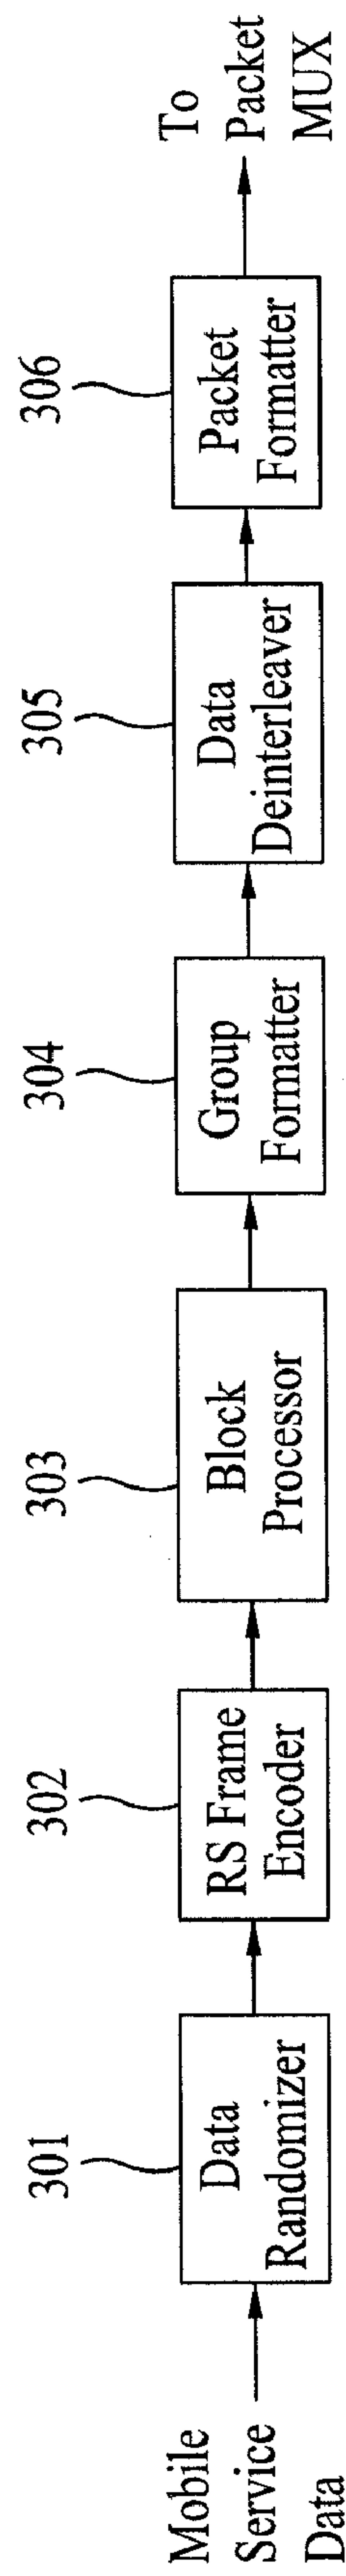 301
302
303
304
305
306
Mobile
Service
Data
Data
Randomizer
RS Frame
Encoder
Block
Processor
Group
Formatter
Data
Deinterleaver
Packet
Formatter
To
Packet
MUX